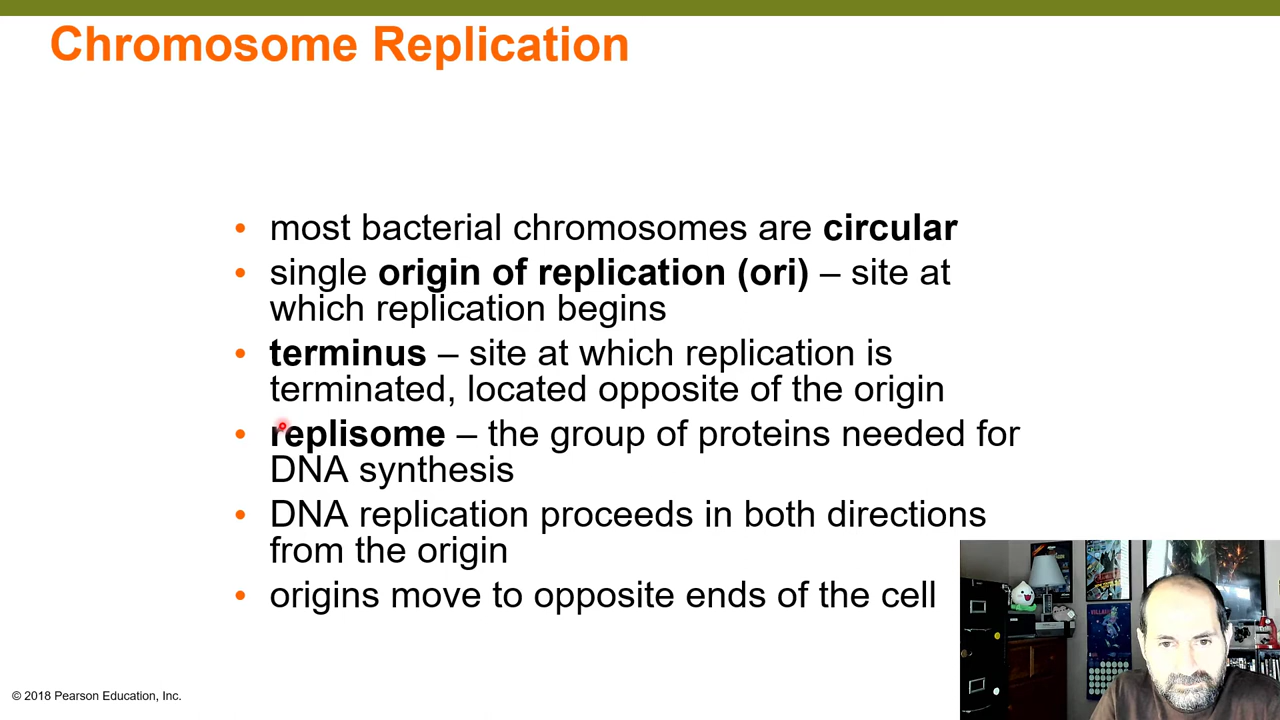 Chromosome Replication
• most bacterial chromosomes are circular
• single origin of replication (ori) – site at
which replication begins
• terminus – site at which replication is
terminated, located opposite of the origin
• replisome – the group of proteins needed for
DNA synthesis
• DNA replication proceeds in both directions
from the origin
• origins move to opposite ends of the cell
© 2018 Pearson Education, Inc.